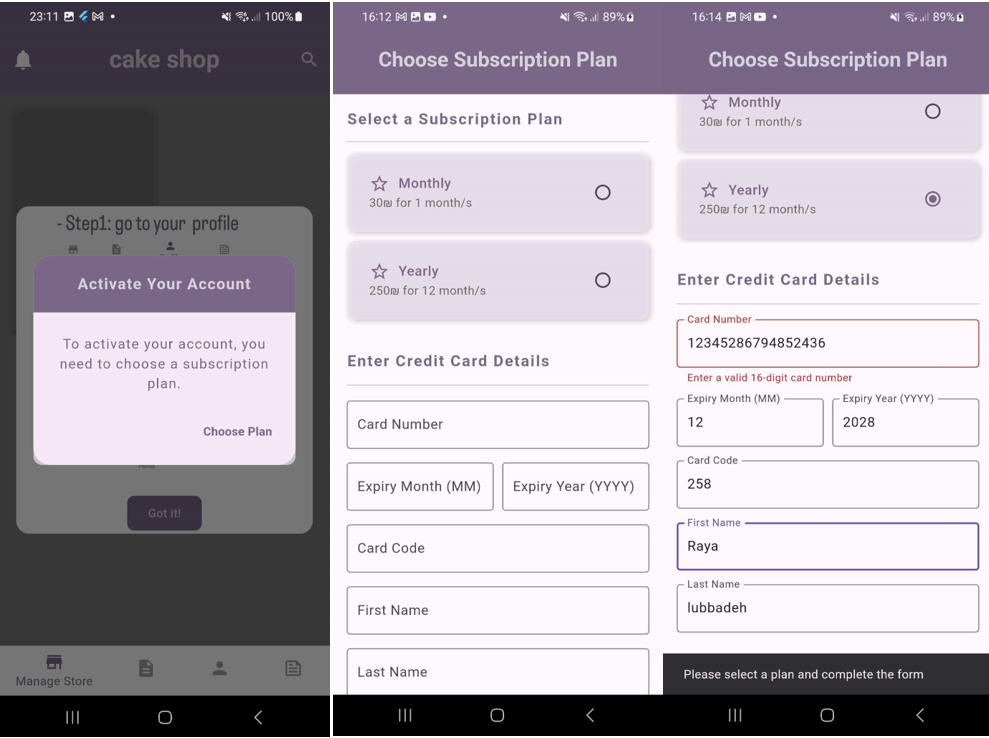 23:11
100%
cake shop
- Step1: go to your profile
Activate Your Account
To activate your account, you
need to choose a subscription
plan.
Choose Plan
Got it!
Manage Store
16:12
89%
Choose Subscription Plan
Select a Subscription Plan
Monthly
30₪ for 1 month/s
Yearly
250₪ for 12 month/s
Enter Credit Card Details
Card Number
Expiry Month (MM)
Expiry Year (YYYY)
Card Code
First Name
Last Name
16:14
89%
Choose Subscription Plan
Monthly
30₪ for 1 month/s
Yearly
250₪ for 12 month/s
Enter Credit Card Details
Card Number
12345286794852436
Enter a valid 16-digit card number
Expiry Month (MM)
12
Expiry Year (YYYY)
2028
Card Code
258
First Name
Raya
Last Name
lubbadeh
Please select a plan and complete the form